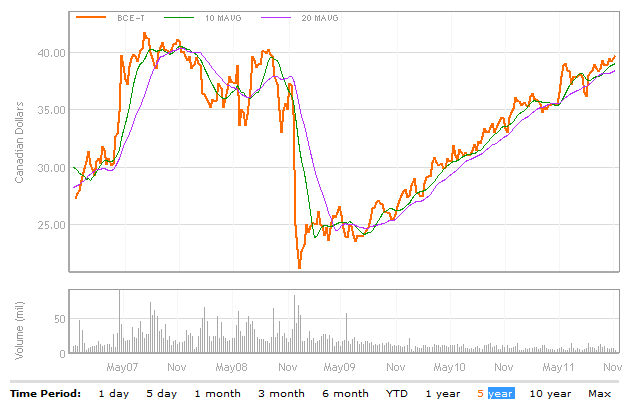 BCE-T 10 MAVG 20 MAVG
40.00
35.00
30.00
25.00
Canadian Dollars
50
0
Volume (mil)
May07 Nov May08 Nov May09 Nov May10 Nov May11 Nov
Time Period: 1 day 5 day 1 month 3 month 6 month YTD 1 year 5 year 10 year Max